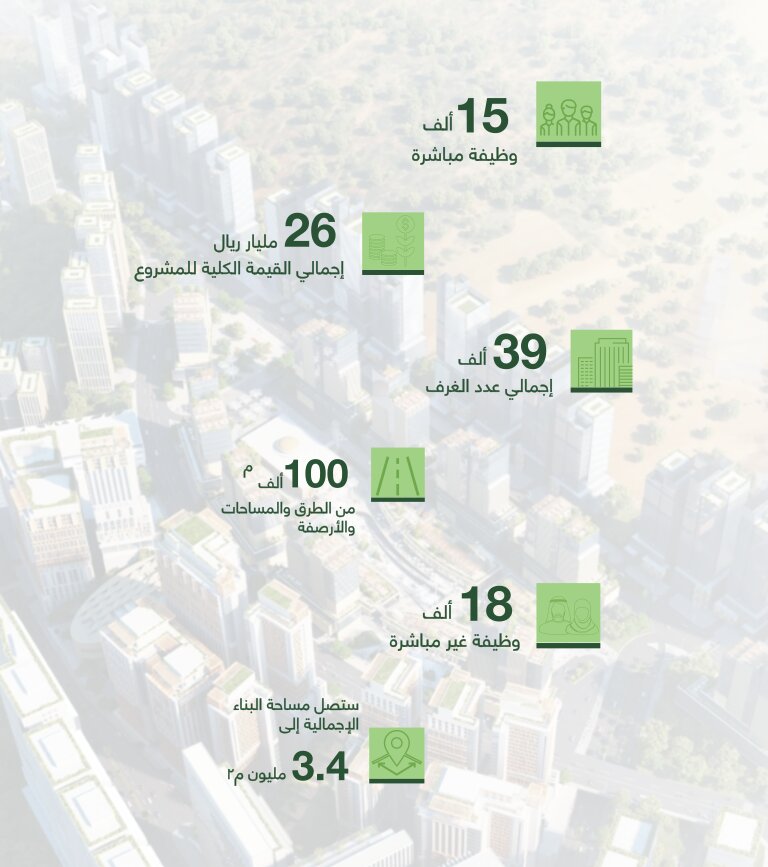 15 ألف
وظيفة مباشرة
26 مليار ريال
إجمالي القيمة الكلية للمشروع
39 ألف
إجمالي عدد الغرف
100 ألف م
من الطرق والمساحات
والأرصفة
18 ألف
وظيفة غير مباشرة
ستصل مساحة البناء
الإجمالية إلى
3.4 مليون م٢